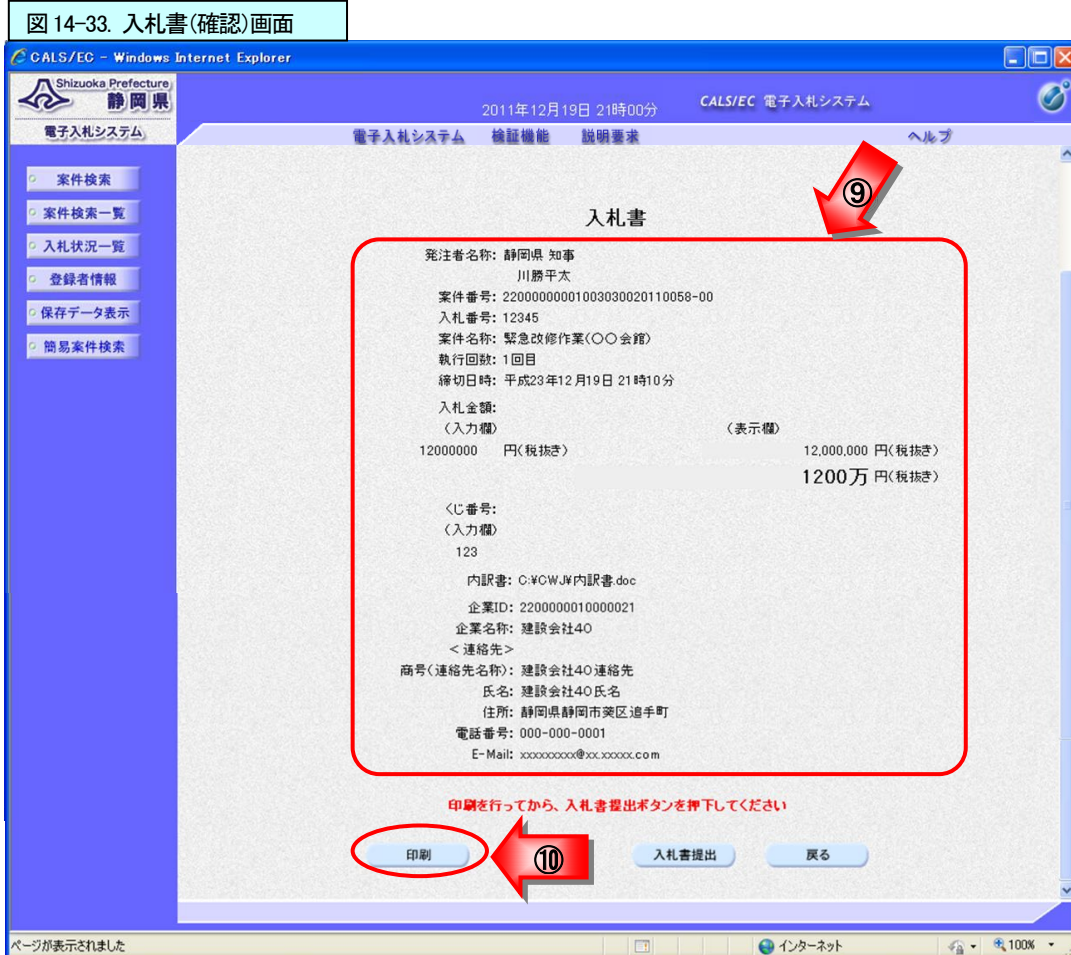 図14-33. 入札書(確認)画面
CALS/EC - Windows Internet Explorer
Shizuoka Prefecture
静岡県
電子入札システム
2011年12月19日 21時00分
CALS/EC 電子入札システム
電子入札システム 検証機能 説明要求 ヘルプ
案件検索
案件検索一覧
入札状況一覧
登録者情報
保存データ表示
簡易案件検索
⑨
入札書
発注者名称: 静岡県 知事
川勝平太
案件番号: 22000000001003030020110058-00
入札番号: 12345
案件名称: 緊急改修作業(〇〇会館)
執行回数: 1回目
締切日時: 平成23年12月19日 21時10分
入札金額:
(入力欄) (表示欄)
12000000 円(税抜き) 12,000,000 円(税抜き)
1200万 円(税抜き)
くじ番号:
(入力欄)
123
内訳書: C:¥CWJ¥内訳書.doc
企業ID: 2200000010000021
企業名称: 建設会社40
<連絡先>
商号(連絡先名称): 建設会社40連絡先
氏名: 建設会社40氏名
住所: 静岡県静岡市葵区追手町
電話番号: 000-000-0001
E-Mail: xxxxxxxxx@xx.xxxxx.com
印刷を行ってから、入札書提出ボタンを押下してください
印刷 ⑩ 入札書提出 戻る
ページが表示されました インターネット 100%